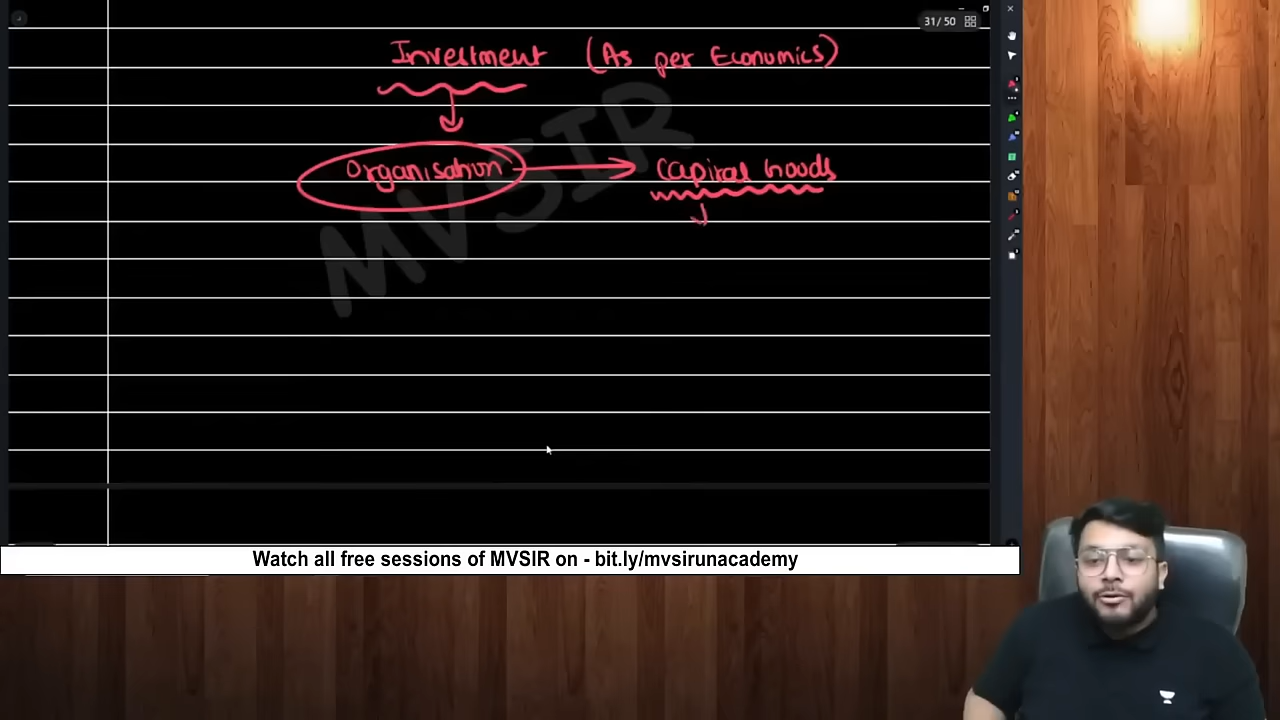 31/50
Investment (As per Economics)
Organisation Capital Goods
MVSIR
Watch all free sessions of MVSIR on - bit.ly/mvsirunacademy